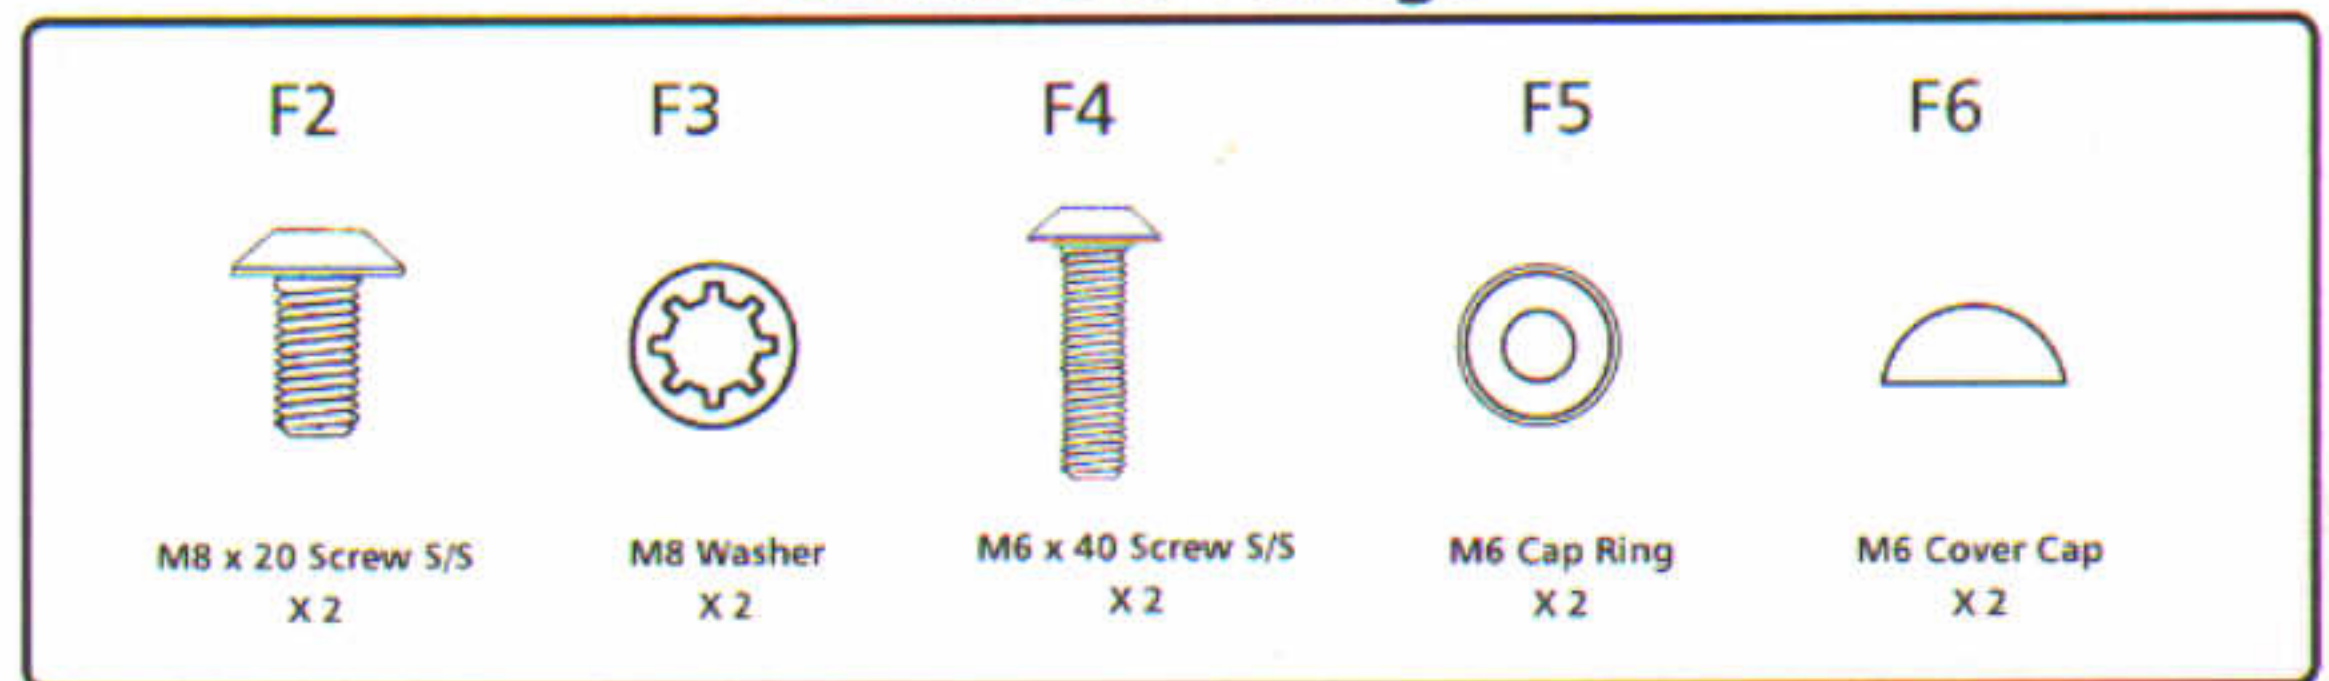 F2 F3 F4 F5 F6
M8 x 20 Screw S/S M8 Washer M6 x 40 Screw S/S M6 Cap Ring M6 Cover Cap
X 2 X 2 X 2 X 2 X 2